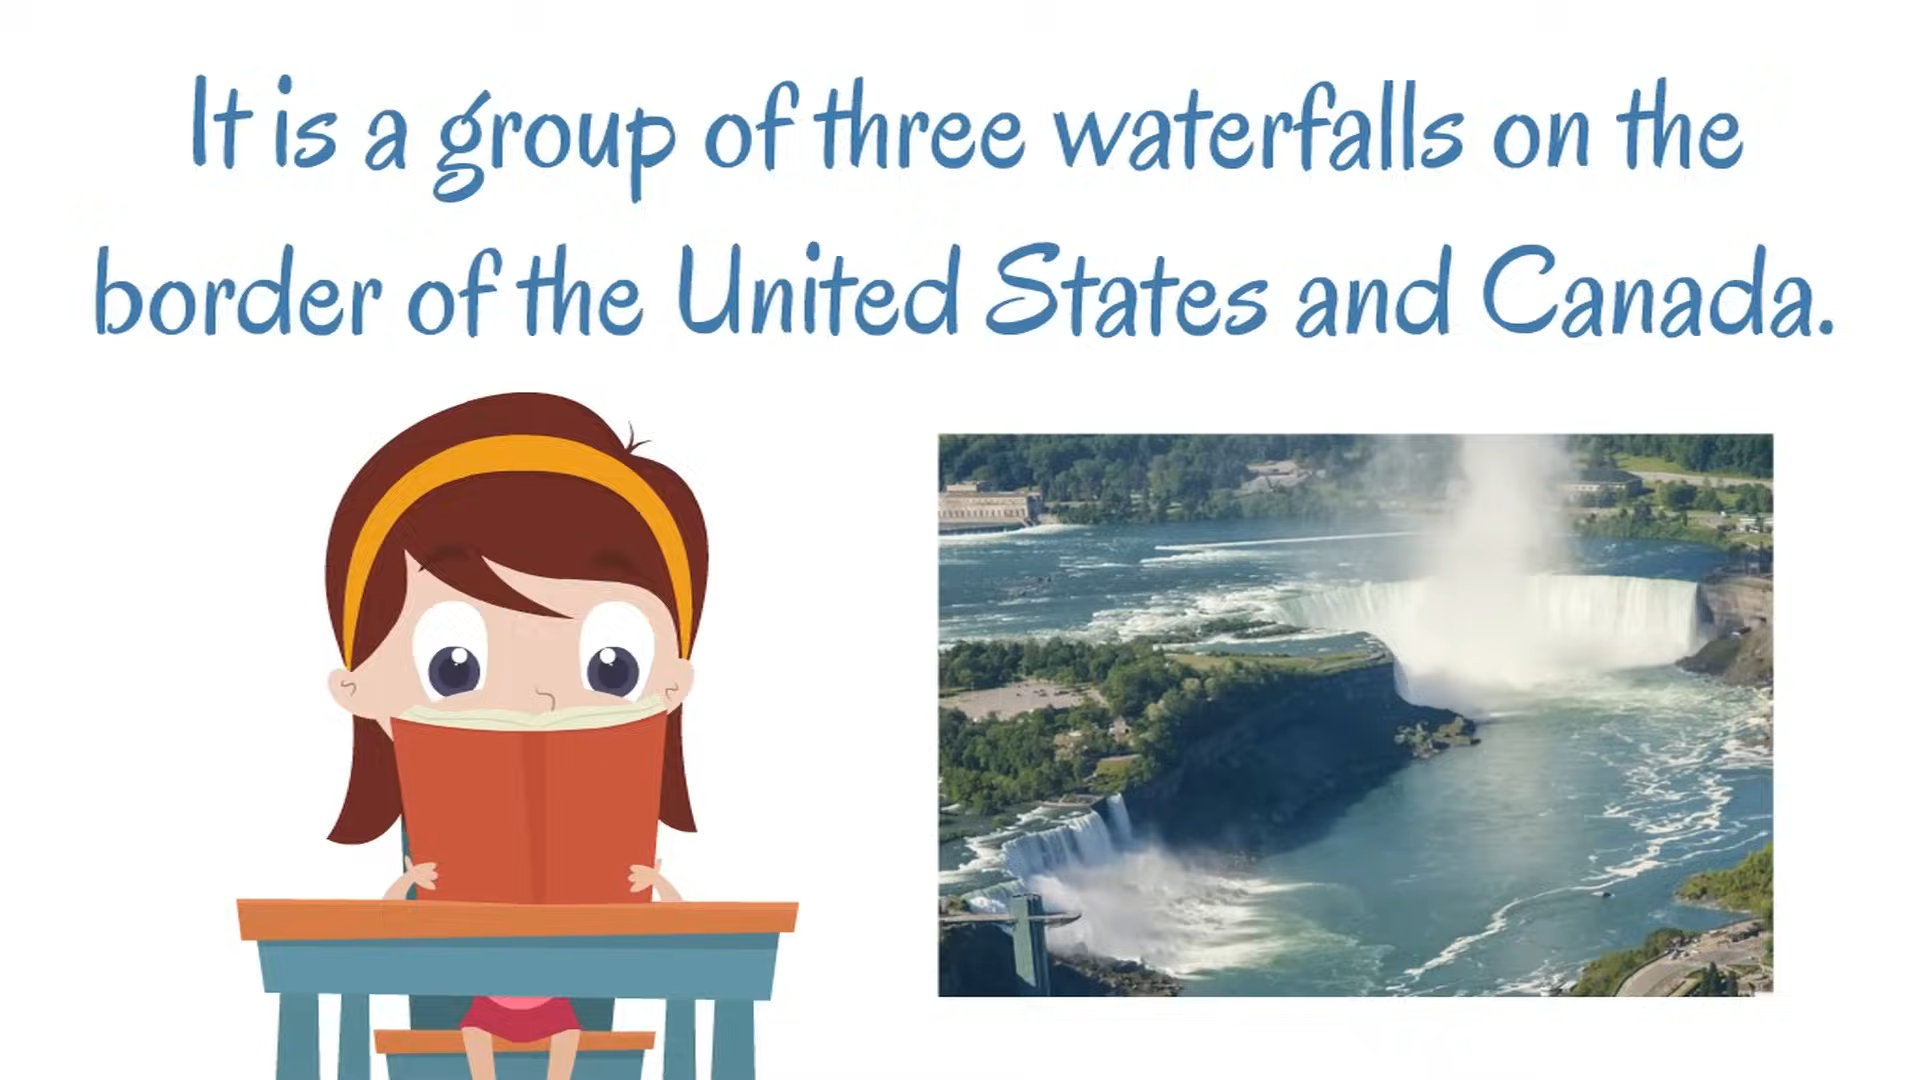 It is a group of three waterfalls on the
border of the United States and Canada.